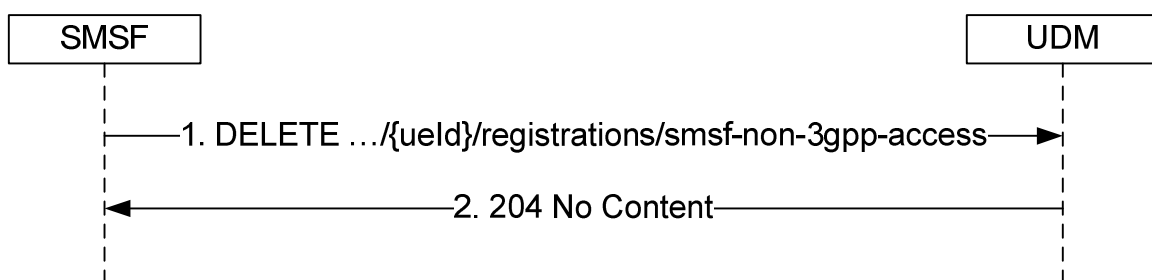 SMSF
UDM
1. DELETE …/{ueId}/registrations/smsf-non-3gpp-access
2. 204 No Content